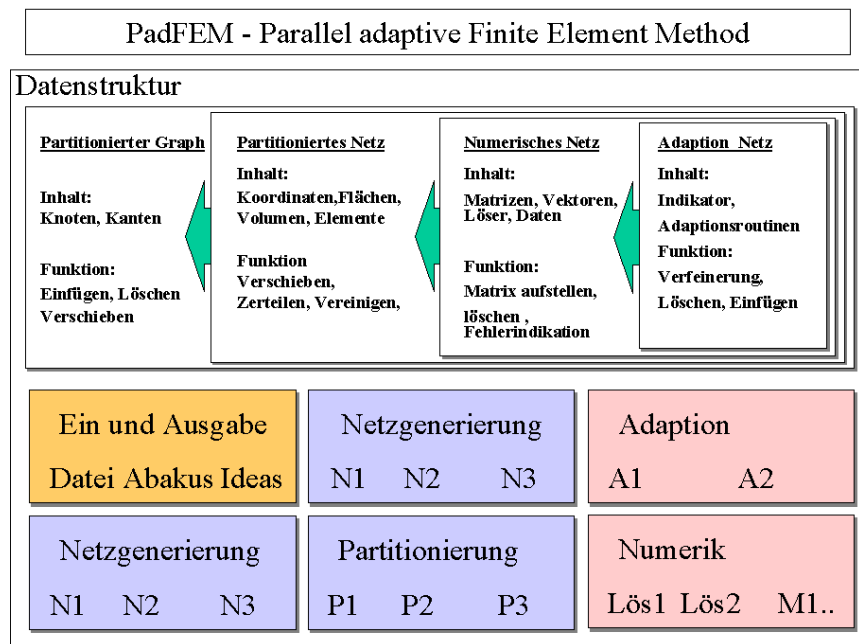 PadFEM - Parallel adaptive Finite Element Method
Datenstruktur
Partitionierter Graph
Inhalt:
Knoten, Kanten
Funktion:
Einfügen, Löschen
Verschieben
Partitioniertes Netz
Inhalt:
Koordinaten,Flächen,
Volumen, Elemente
Funktion
Verschieben,
Zerteilen, Vereinigen,
Numerisches Netz
Inhalt:
Matrizen, Vektoren,
Löser, Daten
Funktion:
Matrix aufstellen,
löschen ,
Fehlerindikation
Adaption Netz
Inhalt:
Indikator,
Adaptionsroutinen
Funktion:
Verfeinerung,
Löschen, Einfügen
Ein und Ausgabe
Datei Abakus Ideas
Netzgenerierung
N1 N2 N3
Adaption
A1 A2
Netzgenerierung
N1 N2 N3
Partitionierung
P1 P2 P3
Numerik
Lös1 Lös2 M1..